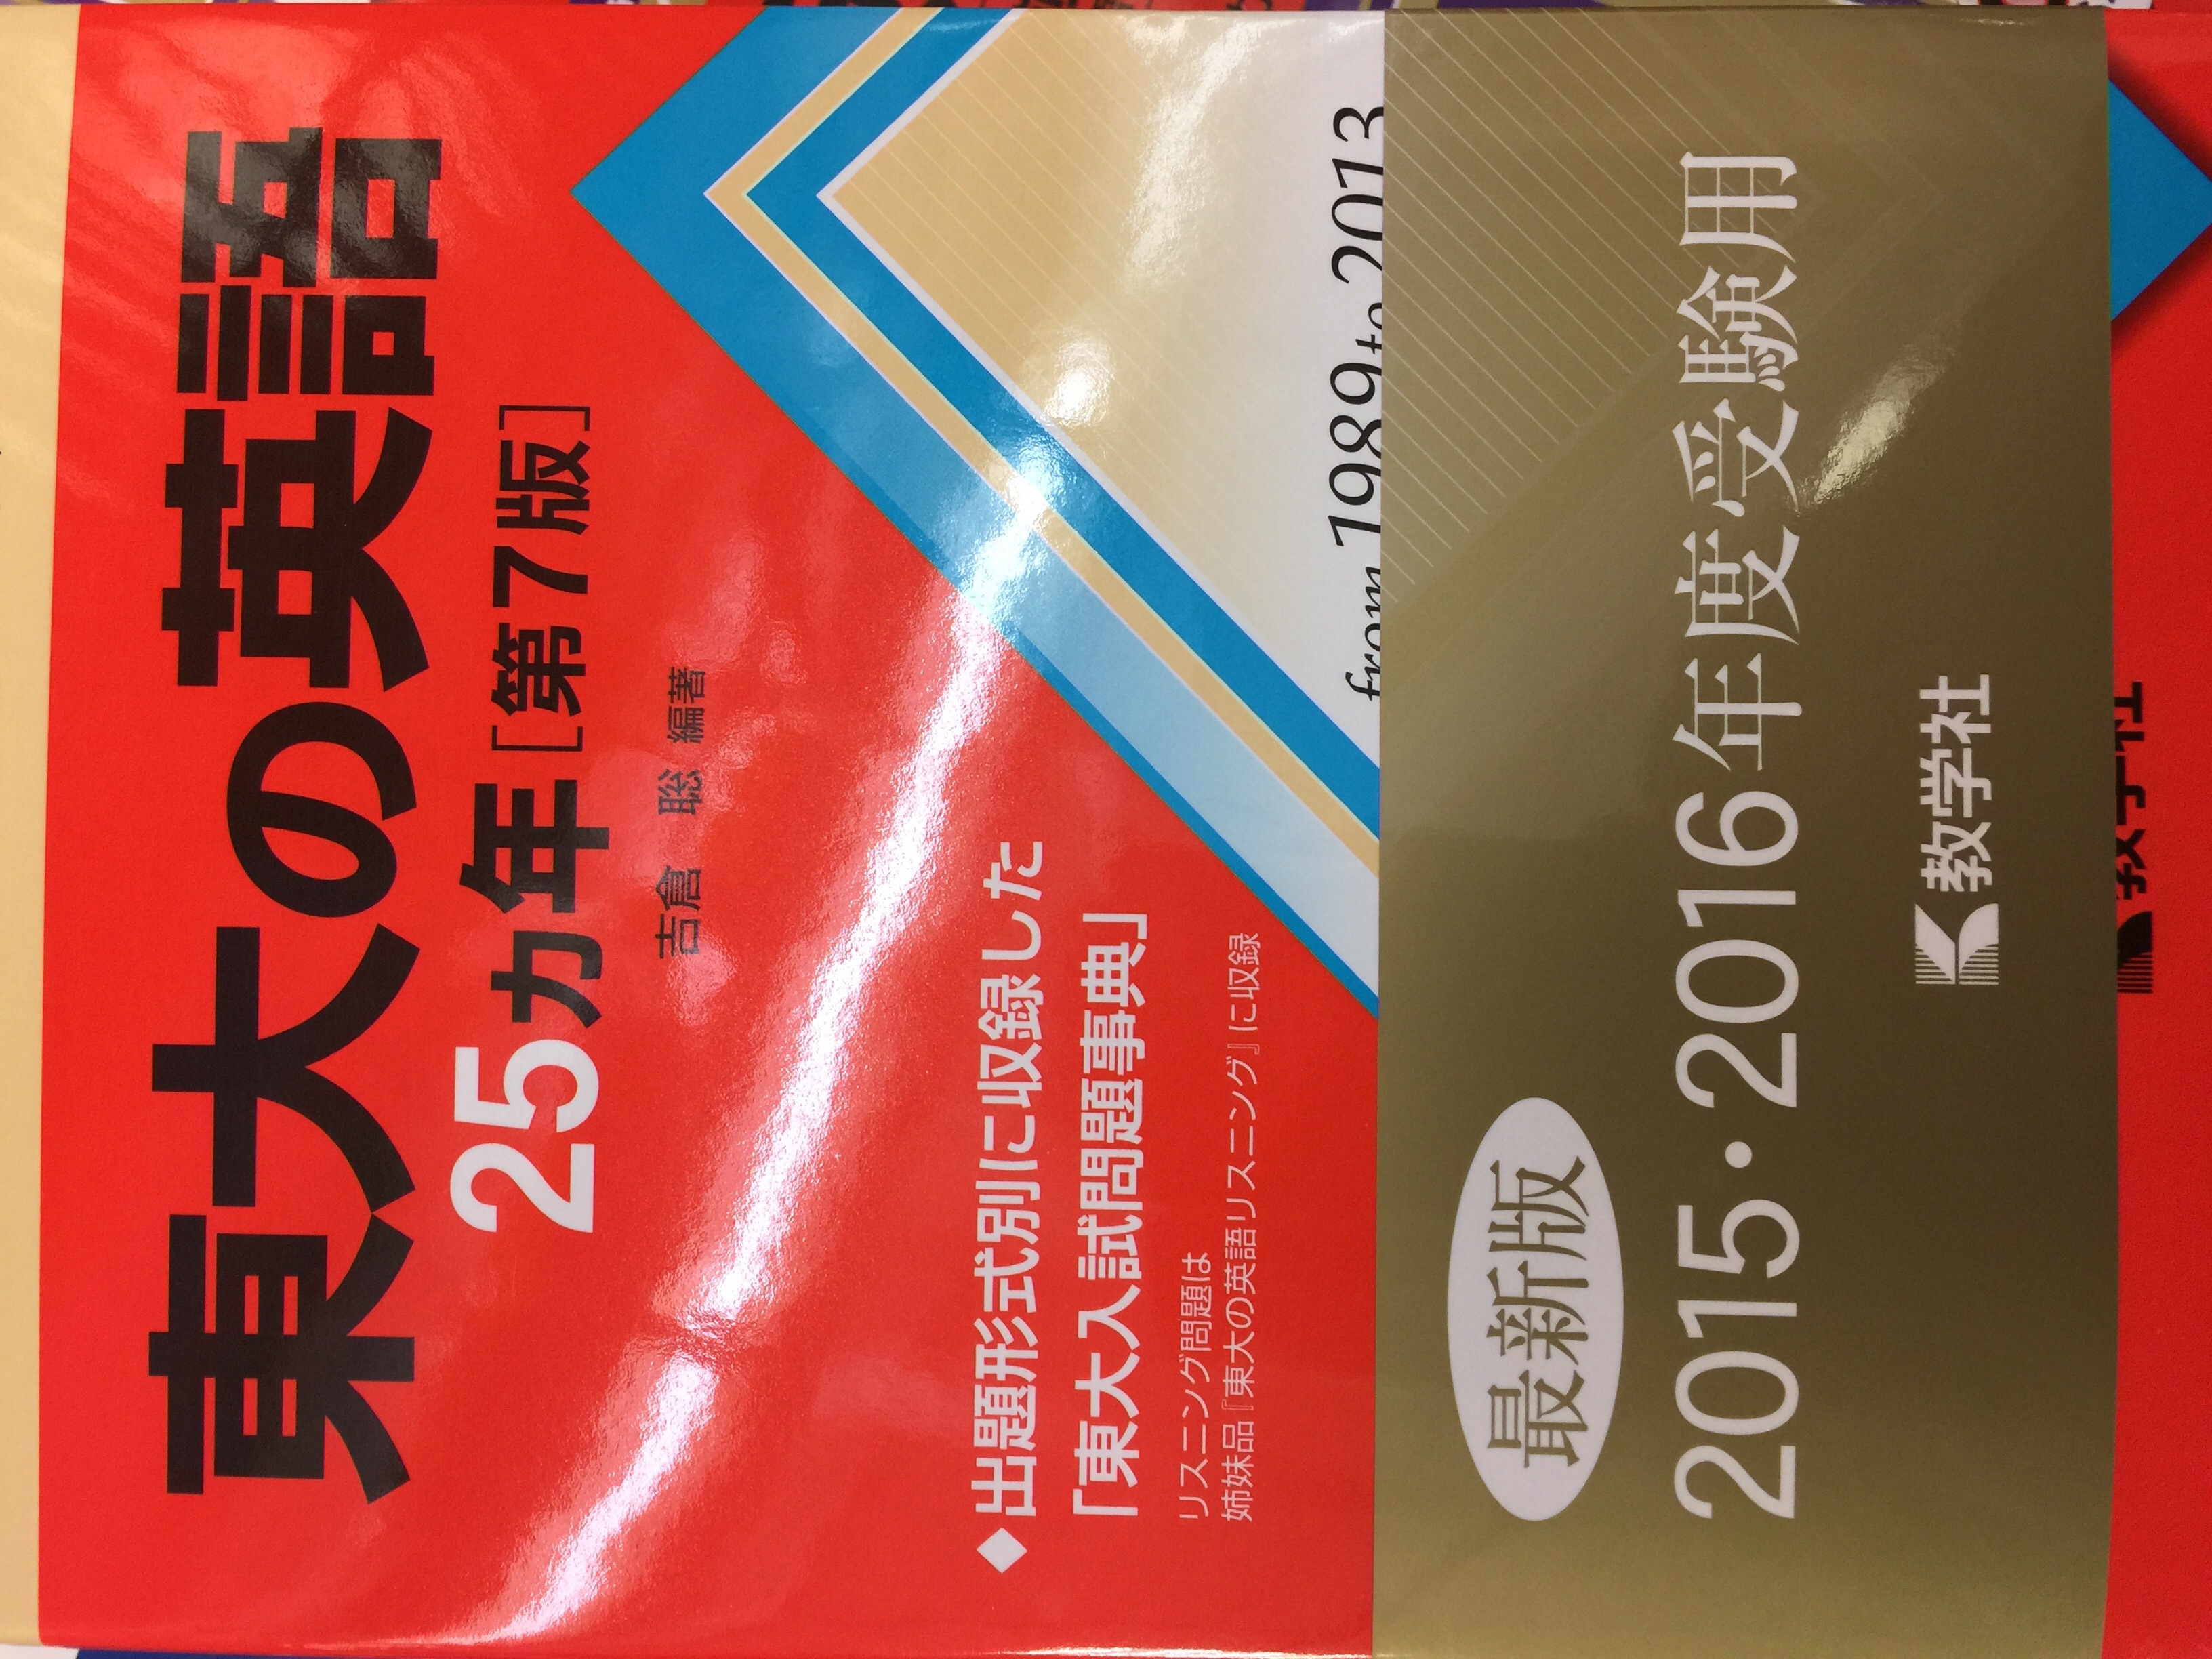 東大の英語
25カ年[第7版]
吉倉 聡 編著
◆出題形式別に収録した
「東大入試問題事典」
リスニング問題は
姉妹品『東大の英語リスニング』に収録
from 1989 to 2013
最新版
2015・2016年度受験用
教学社
教学社